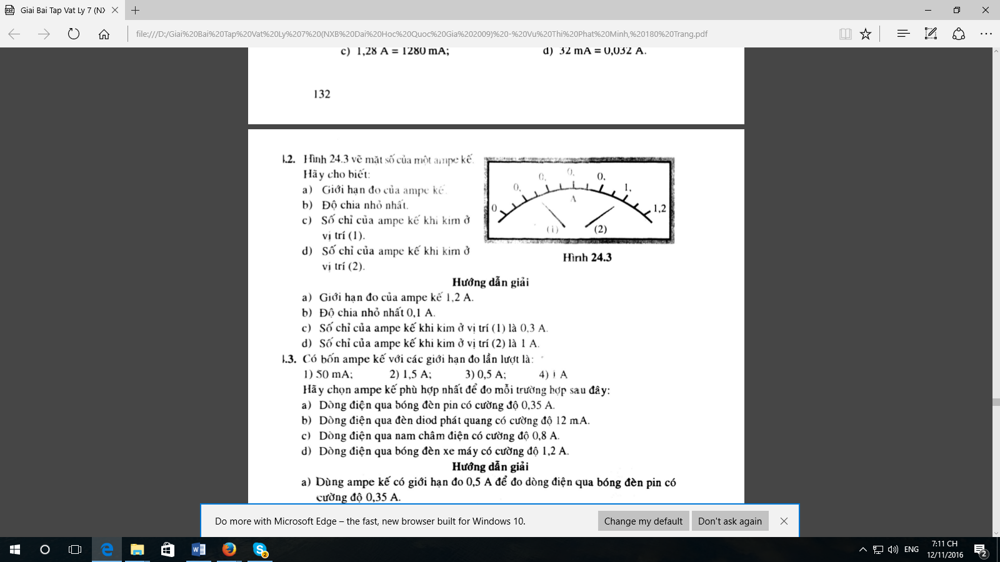 Giai Bai Tap Vat Ly 7 (NX
file:///D:/Giai%20Bai%20Tap%20Vat%20Ly%207%20(NXB%20Dai%20Hoc%20Quoc%20Gia%202009)%20-%20Vu%20Thi%20Phat%20Minh,%20180%20Trang.pdf
c) 1,28 A = 1280 mA; d) 32 mA = 0,032 A.
132
1.2. Hình 24.3 vẽ mặt số của một ampe kế.
Hãy cho biết:
a) Giới hạn đo của ampe kế.
b) Độ chia nhỏ nhất.
c) Số chỉ của ampe kế khi kim ở
vị trí (1).
d) Số chỉ của ampe kế khi kim ở
vị trí (2).
0 0, 0, 0, 0, 1, 1,2
A
(1) (2)
Hình 24.3
Hướng dẫn giải
a) Giới hạn đo của ampe kế 1,2 A.
b) Độ chia nhỏ nhất 0,1 A.
c) Số chỉ của ampe kế khi kim ở vị trí (1) là 0,3 A.
d) Số chỉ của ampe kế khi kim ở vị trí (2) là 1 A.
1.3. Có bốn ampe kế với các giới hạn đo lần lượt là:
1) 50 mA; 2) 1,5 A; 3) 0,5 A; 4) 1 A
Hãy chọn ampe kế phù hợp nhất để đo mỗi trường hợp sau đây:
a) Dòng điện qua bóng đèn pin có cường độ 0,35 A.
b) Dòng điện qua đèn diod phát quang có cường độ 12 mA.
c) Dòng điện qua nam châm điện có cường độ 0,8 A.
d) Dòng điện qua bóng đèn xe máy có cường độ 1,2 A.
Hướng dẫn giải
a) Dùng ampe kế có giới hạn đo 0,5 A để đo dòng điện qua bóng đèn pin có
cường độ 0,35 A.
Do more with Microsoft Edge – the fast, new browser built for Windows 10.
Change my default
Don't ask again
ENG
7:11 CH
12/11/2016
2
2